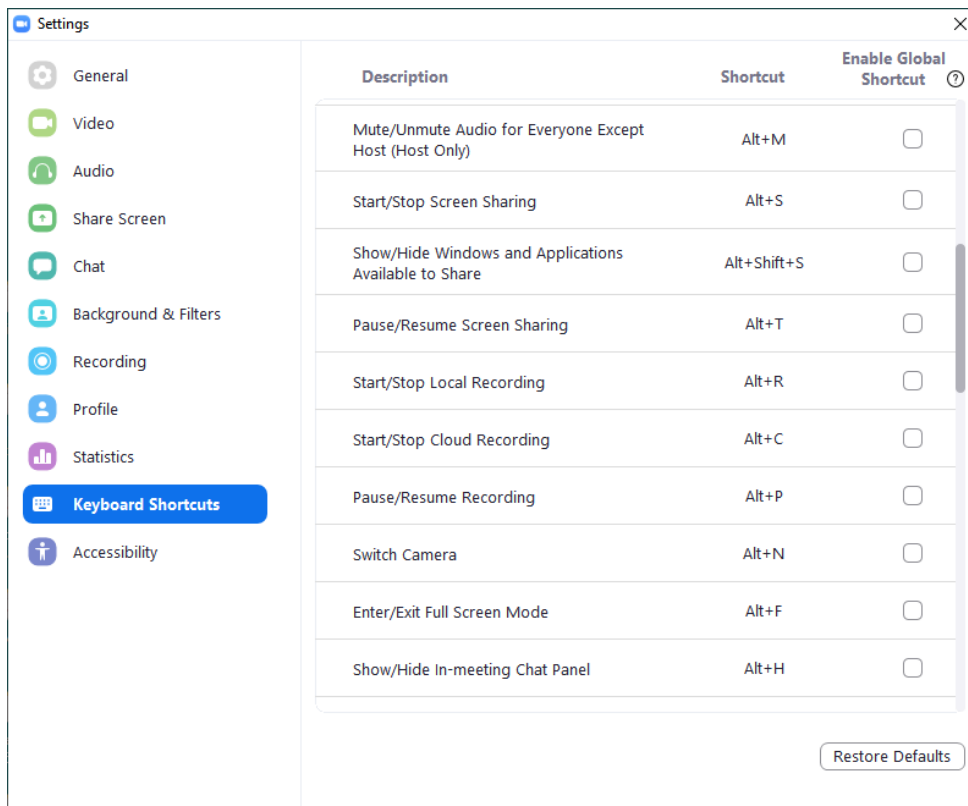 Settings
General
Video
Audio
Share Screen
Chat
Background & Filters
Recording
Profile
Statistics
Keyboard Shortcuts
Accessibility
Description Shortcut Enable Global
Shortcut ?
Mute/Unmute Audio for Everyone Except
Host (Host Only) Alt+M
Start/Stop Screen Sharing Alt+S
Show/Hide Windows and Applications
Available to Share Alt+Shift+S
Pause/Resume Screen Sharing Alt+T
Start/Stop Local Recording Alt+R
Start/Stop Cloud Recording Alt+C
Pause/Resume Recording Alt+P
Switch Camera Alt+N
Enter/Exit Full Screen Mode Alt+F
Show/Hide In-meeting Chat Panel Alt+H
Restore Defaults